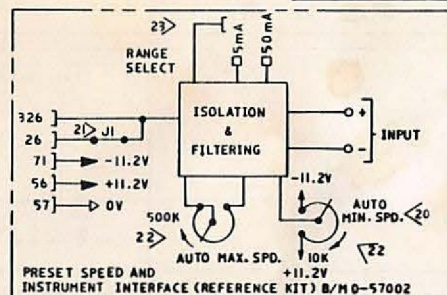 23
RANGE
SELECT
5mA
50mA
326
26
2 J1
71 -11.2V
56 +11.2V
57 0V
ISOLATION
&
FILTERING
+
-
INPUT
-11.2V
500K
22
AUTO MAX. SPD.
AUTO
MIN. SPD. 20
22
10K
+11.2V
PRESET SPEED AND
INSTRUMENT INTERFACE (REFERENCE KIT) B/M O-57002